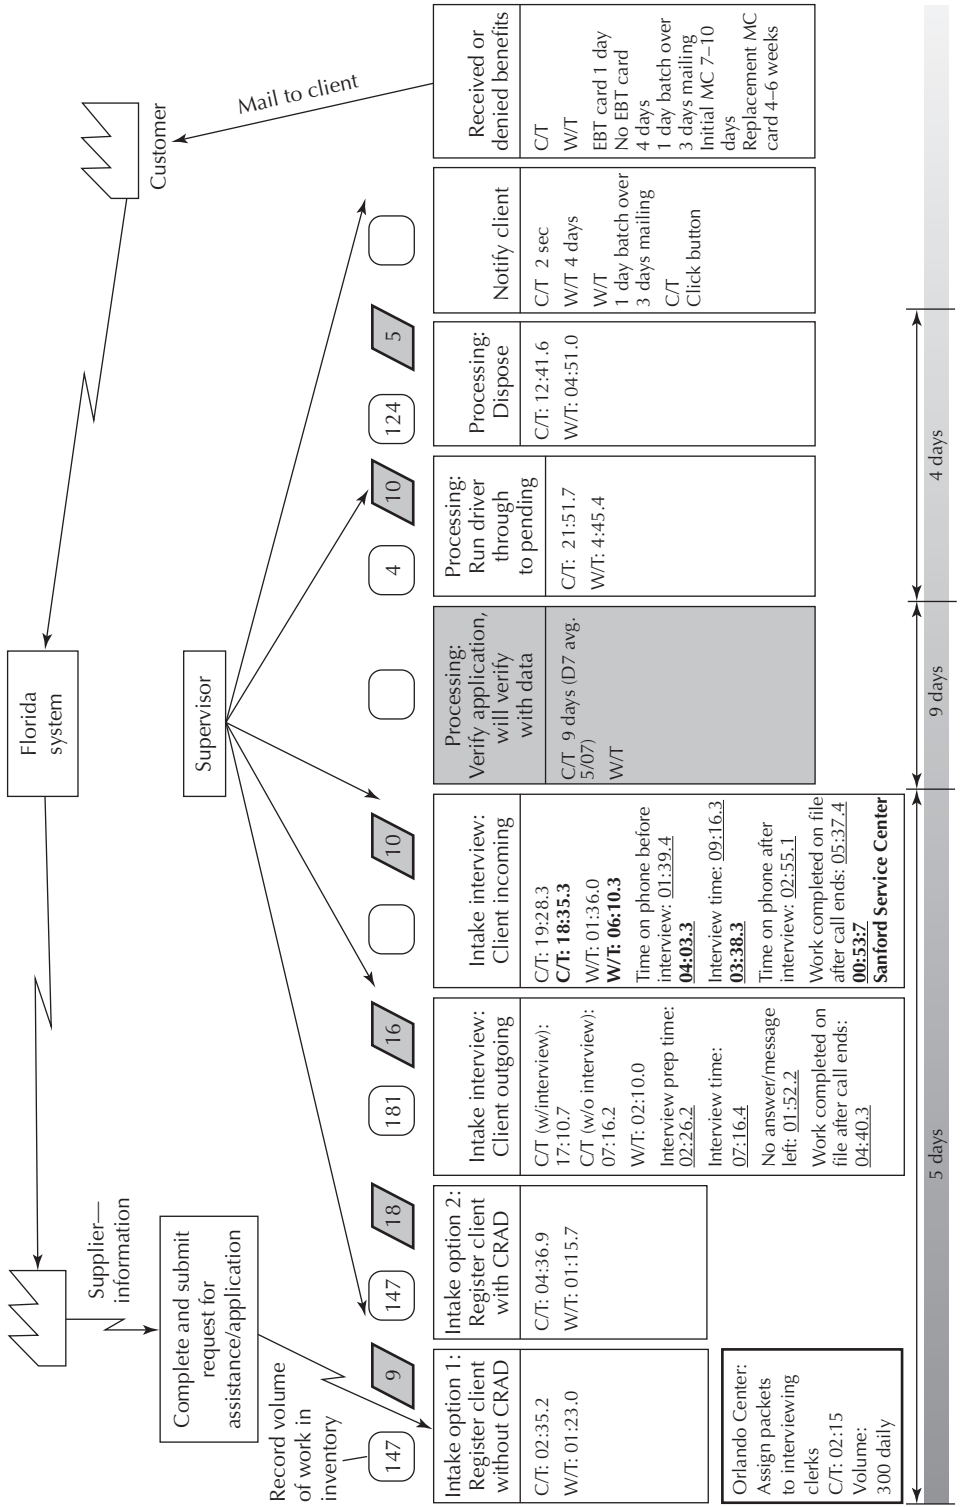 Customer
Mail to client
Florida
system
Supervisor
Supplier—
information
Complete and submit
request for
assistance/application
Record volume
of work in
inventory
147
9
147
18
181
16
10
4
10
124
5
Intake option 1:
Register client
without CRAD
C/T: 02:35.2
W/T: 01:23.0
Intake option 2:
Register client
with CRAD
C/T: 04:36.9
W/T: 01:15.7
Intake interview:
Client outgoing
C/T (w/interview):
17:10.7
C/T (w/o interview):
07:16.2
W/T: 02:10.0
Interview prep time:
02:26.2
Interview time:
07:16.4
No answer/message
left: 01:52.2
Work completed on
file after call ends:
04:40.3
Intake interview:
Client incoming
C/T: 19:28.3
C/T: 18:35.3
W/T: 01:36.0
W/T: 06:10.3
Time on phone before
interview: 01:39.4
04:03.3
Interview time: 09:16.3
03:38.3
Time on phone after
interview: 02:55.1
Work completed on file
after call ends: 05:37.4
00:53:7
Sanford Service Center
Processing:
Verify application,
will verify
with data
C/T 9 days (D7 avg.
5/07)
W/T
Processing:
Run driver
through
to pending
C/T: 21:51.7
W/T: 4:45.4
Processing:
Dispose
C/T: 12:41.6
W/T: 04:51.0
Notify client
C/T 2 sec
W/T 4 days
W/T
1 day batch over
3 days mailing
C/T
Click button
Received or
denied benefits
C/T
W/T
EBT card 1 day
No EBT card
4 days
1 day batch over
3 days mailing
Initial MC 7–10
days
Replacement MC
card 4–6 weeks
Orlando Center:
Assign packets
to interviewing
clerks
C/T: 02:15
Volume:
300 daily
5 days
9 days
4 days